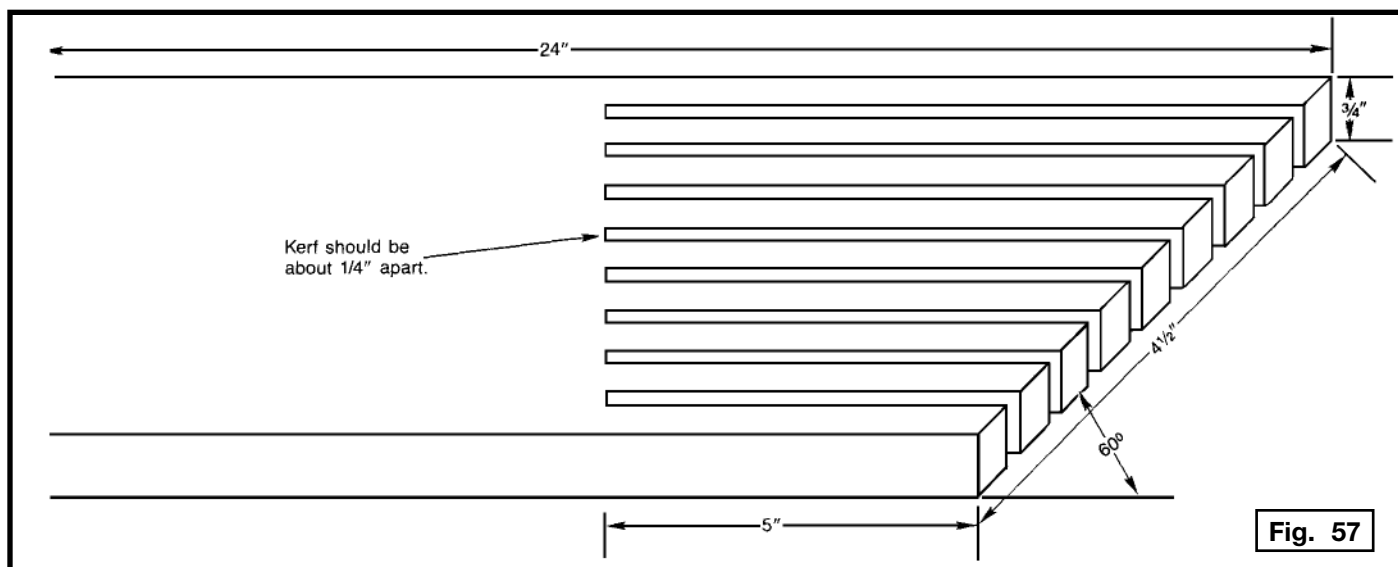 24"
3/4"
Kerf should be
about 1/4" apart.
4 1/2"
60°
5"
Fig. 57